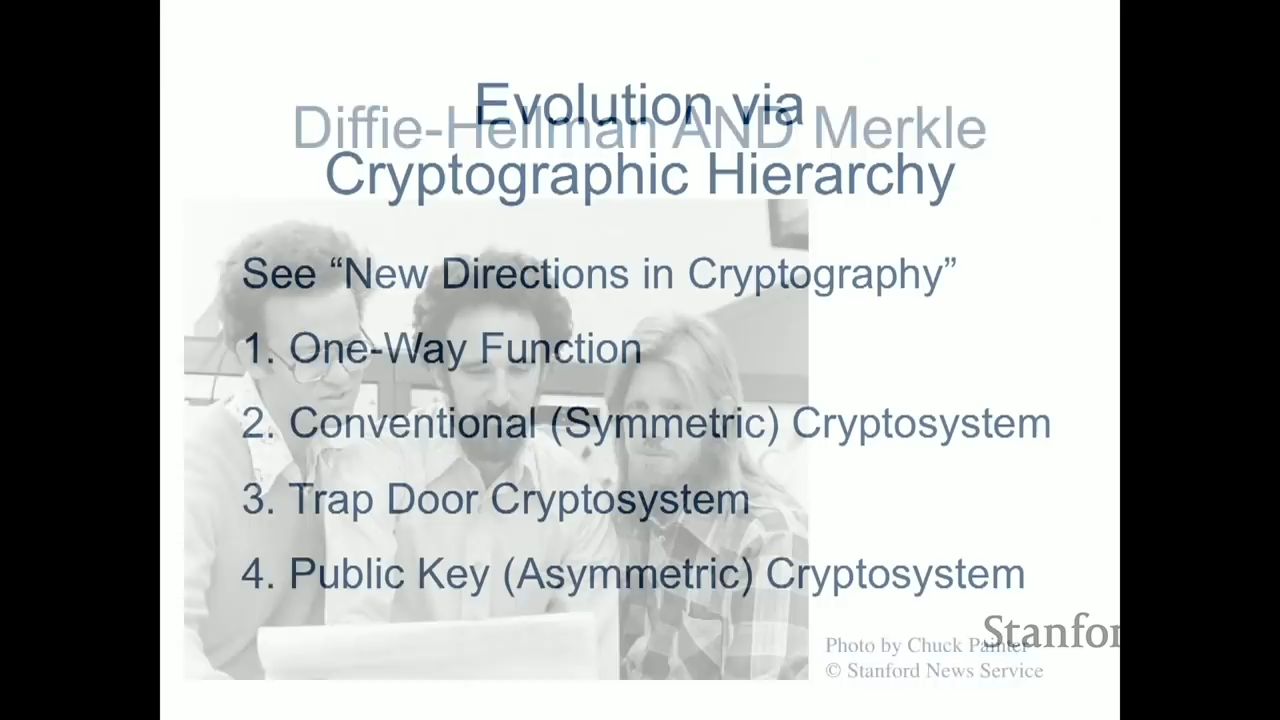 Evolution via
Diffie-Hellman AND Merkle
Cryptographic Hierarchy
See “New Directions in Cryptography”
1. One-Way Function
2. Conventional (Symmetric) Cryptosystem
3. Trap Door Cryptosystem
4. Public Key (Asymmetric) Cryptosystem
Stanfor
Photo by Chuck Painter
© Stanford News Service